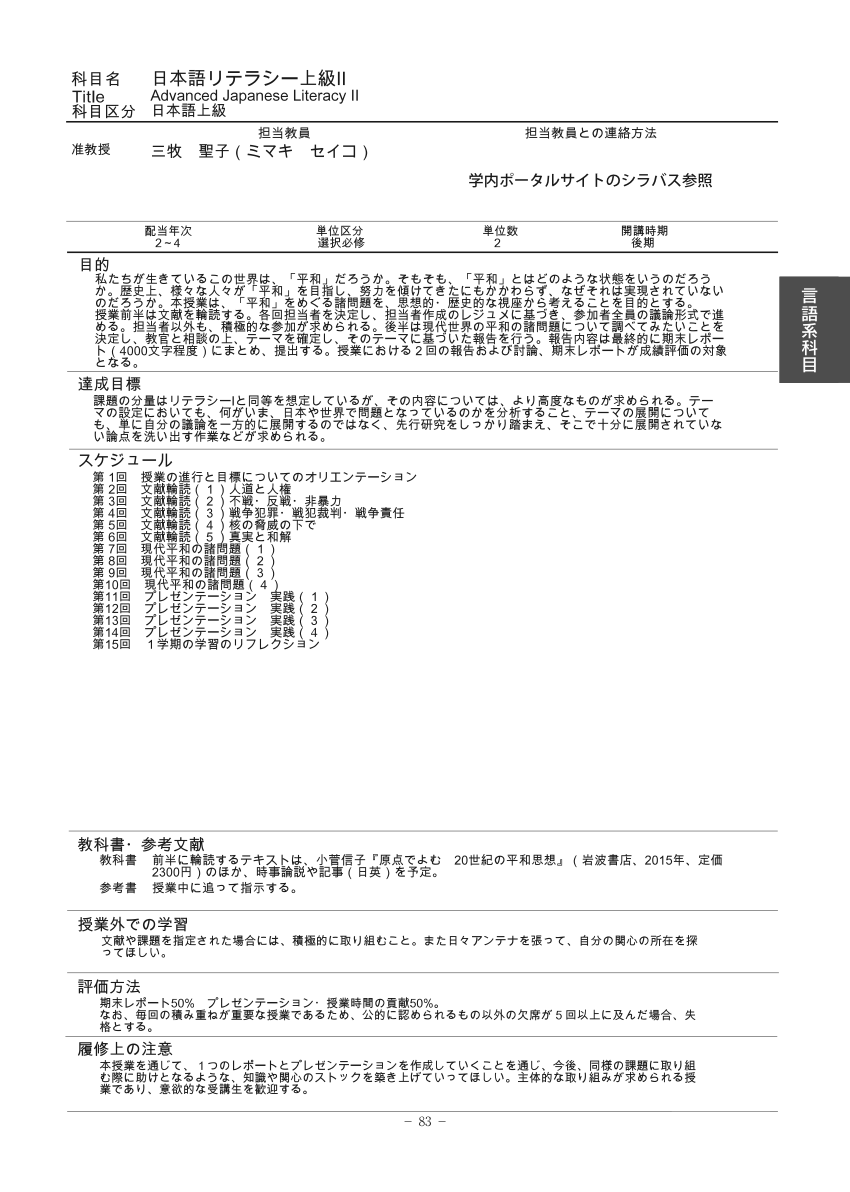 科目名　日本語リテラシー上級II
Title　Advanced Japanese Literacy II
科目区分　日本語上級
担当教員　担当教員との連絡方法
准教授　三牧　聖子(ミマキ　セイコ)
学内ポータルサイトのシラバス参照
配当年次　単位区分　単位数　開講時期
2~4　選択必修　2　後期
目的
私たちが生きているこの世界は、「平和」だろうか。そもそも、「平和」とはどのような状態をいうのだろう
か。歴史上、様々な人々が「平和」を目指し、努力を傾けてきたにもかかわらず、なぜそれは実現されていない
のだろうか。本授業は、「平和」をめぐる諸問題を、思想的・歴史的な視座から考えることを目的とする。
授業前半は文献を輪読する。各回担当者を決定し、担当者作成のレジュメに基づき、参加者全員の議論形式で進
める。担当者以外も、積極的な参加が求められる。後半は現代世界の平和の諸問題について調べてみたいことを
決定し、教官と相談の上、テーマを確定し、そのテーマに基づいた報告を行う。報告内容は最終的に期末レポー
ト(4000文字程度)にまとめ、提出する。授業における２回の報告および討論、期末レポートが成績評価の対象
となる。
言語系科目
達成目標
課題の分量はリテラシーIと同等を想定しているが、その内容については、より高度なものが求められる。テー
マの設定においても、何がいま、日本や世界で問題となっているのかを分析すること、テーマの展開について
も、単に自分の議論を一方的に展開するのではなく、先行研究をしっかり踏まえ、そこで十分に展開されていな
い論点を洗い出す作業などが求められる。
スケジュール
第 1回　授業の進行と目標についてのオリエンテーション
第 2回　文献輪読(１)人道と人権
第 3回　文献輪読(２)不戦・反戦・非暴力
第 4回　文献輪読(３)戦争犯罪・戦犯裁判・戦争責任
第 5回　文献輪読(４)核の脅威の下で
第 6回　文献輪読(５)真実と和解
第 7回　現代平和の諸問題(１)
第 8回　現代平和の諸問題(２)
第 9回　現代平和の諸問題(３)
第10回　現代平和の諸問題(４)
第11回　プレゼンテーション　実践(１)
第12回　プレゼンテーション　実践(２)
第13回　プレゼンテーション　実践(３)
第14回　プレゼンテーション　実践(４)
第15回　１学期の学習のリフレクション
教科書・参考文献
教科書　前半に輪読するテキストは、小菅信子『原点でよむ　20世紀の平和思想』(岩波書店、2015年、定価
2300円)のほか、時事論説や記事(日英)を予定。
参考書　授業中に追って指示する。
授業外での学習
文献や課題を指定された場合には、積極的に取り組むこと。また日々アンテナを張って、自分の関心の所在を探
ってほしい。
評価方法
期末レポート50%　プレゼンテーション・授業時間の貢献50%。
なお、毎回の積み重ねが重要な授業であるため、公的に認められるもの以外の欠席が５回以上に及んだ場合、失
格とする。
履修上の注意
本授業を通じて、１つのレポートとプレゼンテーションを作成していくことを通じ、今後、同様の課題に取り組
む際に助けとなるような、知識や関心のストックを築き上げていってほしい。主体的な取り組みが求められる授
業であり、意欲的な受講生を歓迎する。
– 83 –